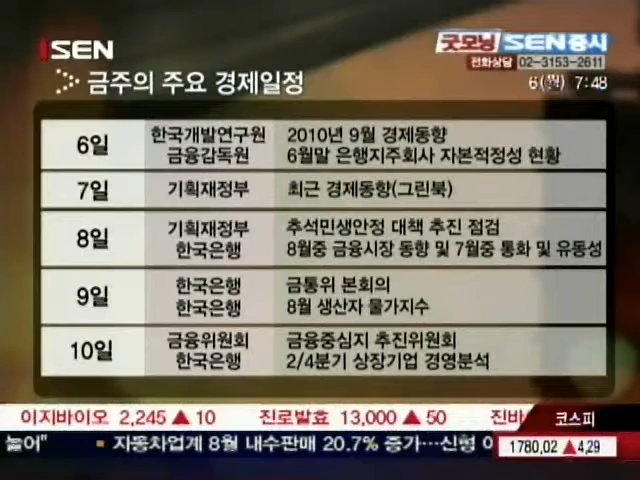 SEN
굿모닝 SEN 증시
전화상담 02-3153-2611
금주의 주요 경제일정
6(월) 7:48
6일 한국개발연구원 2010년 9월 경제동향
금융감독원 6월말 은행지주회사 자본적정성 현황
7일 기획재정부 최근 경제동향(그린북)
8일 기획재정부 추석민생안정 대책 추진 점검
한국은행 8월중 금융시장 동향 및 7월중 통화 및 유동성
9일 한국은행 금통위 본회의
한국은행 8월 생산자 물가지수
10일 금융위원회 금융중심지 추진위원회
한국은행 2/4분기 상장기업 경영분석
이지바이오 2,245 ▲ 10 진로발효 13,000 ▲ 50 진바 코스피
늘어" ▪ 자동차업계 8월 내수판매 20.7% 증가…신형 1780.02 ▲4.29